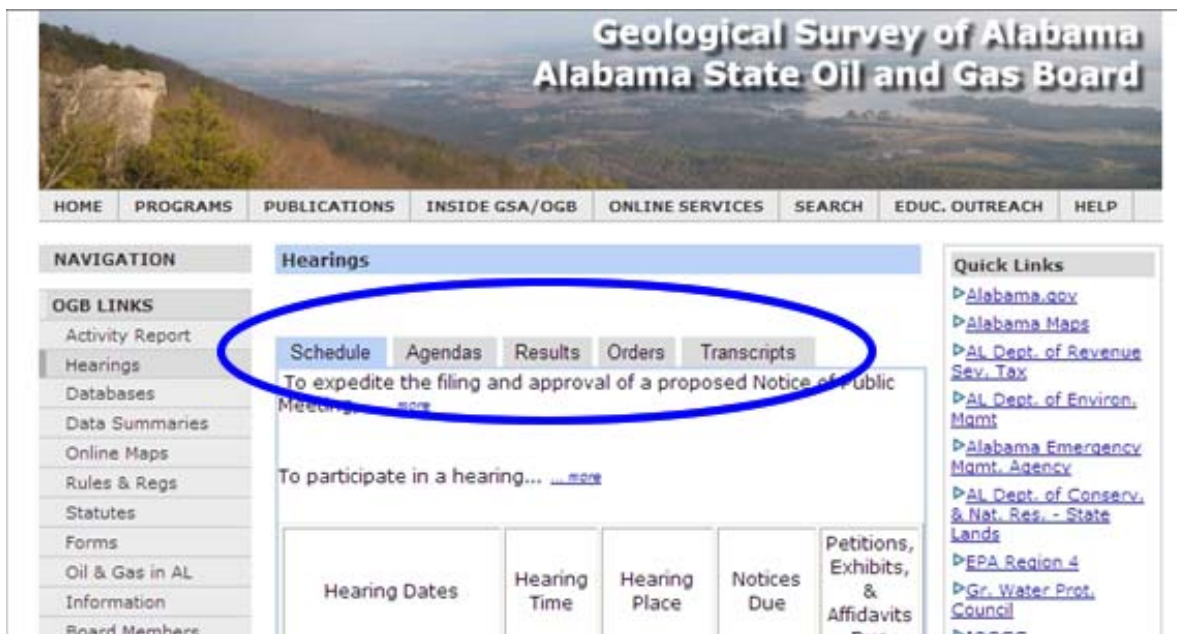 Geological Survey of Alabama
Alabama State Oil and Gas Board
HOME PROGRAMS PUBLICATIONS INSIDE GSA/OGB ONLINE SERVICES SEARCH EDUC. OUTREACH HELP
NAVIGATION
OGB LINKS
Activity Report
Hearings
Databases
Data Summaries
Online Maps
Rules & Regs
Statutes
Forms
Oil & Gas in AL
Information
Board Members
Hearings
Schedule Agendas Results Orders Transcripts
To expedite the filing and approval of a proposed Notice of Public
Meeting, ... more
To participate in a hearing... ... more
Hearing Dates
Hearing
Time
Hearing
Place
Notices
Due
Petitions,
Exhibits,
&
Affidavits
Quick Links
Alabama.gov
Alabama Maps
AL Dept. of Revenue
Sev. Tax
AL Dept. of Environ.
Mgmt
Alabama Emergency
Mgmt. Agency
AL Dept. of Conserv.
& Nat. Res. - State
Lands
EPA Region 4
Gr. Water Prot.
Council